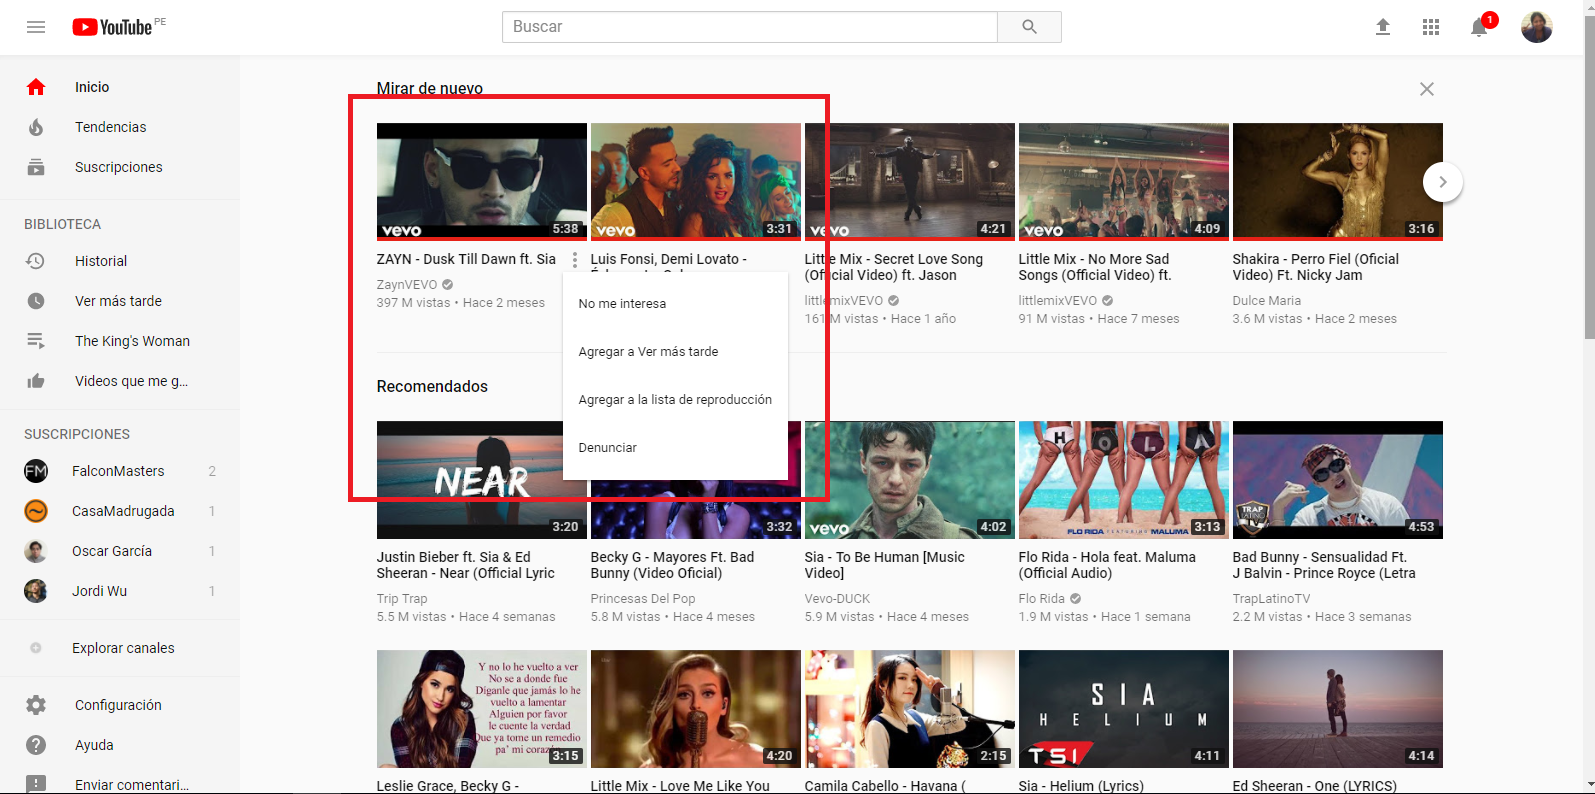 YouTube PE
Buscar
1
Inicio
Tendencias
Suscripciones
BIBLIOTECA
Historial
Ver más tarde
The King's Woman
Videos que me g...
SUSCRIPCIONES
FM FalconMasters 2
CasaMadrugada 1
Oscar García 1
Jordi Wu 1
Explorar canales
Configuración
Ayuda
Enviar comentari...
Mirar de nuevo
vevo 5:38
ZAYN - Dusk Till Dawn ft. Sia
ZaynVEVO
397 M vistas • Hace 2 meses
vevo 3:31
Luis Fonsi, Demi Lovato -
No me interesa
Agregar a Ver más tarde
Agregar a la lista de reproducción
Denunciar
vevo 4:21
Little Mix - Secret Love Song
(Official Video) ft. Jason
littlemixVEVO
161 M vistas • Hace 1 año
vevo 4:09
Little Mix - No More Sad
Songs (Official Video) ft.
littlemixVEVO
91 M vistas • Hace 7 meses
3:16
Shakira - Perro Fiel (Oficial
Video) Ft. Nicky Jam
Dulce Maria
3.6 M vistas • Hace 2 meses
Recomendados
NEAR
3:20
Justin Bieber ft. Sia & Ed
Sheeran - Near (Official Lyric
Trip Trap
5.5 M vistas • Hace 4 semanas
3:32
Becky G - Mayores Ft. Bad
Bunny (Video Oficial)
Princesas Del Pop
5.8 M vistas • Hace 4 meses
vevo 4:02
Sia - To Be Human [Music
Video]
Vevo-DUCK
5.9 M vistas • Hace 4 meses
HOLA
FLO RIDA FEATURING MALUMA
3:13
Flo Rida - Hola feat. Maluma
(Official Audio)
Flo Rida
1.9 M vistas • Hace 1 semana
TRAP
LATINO
TV
4:53
Bad Bunny - Sensualidad Ft.
J Balvin - Prince Royce (Letra
TrapLatinoTV
2.2 M vistas • Hace 3 semanas
Y no lo he vuelto a ver
No se a donde fue
Diganle que jamás lo he
vuelto a lamentar
Alguien por favor
le cuente la verdad
Que ya tome un remedio
pa' mi corazó
3:15
Leslie Grace, Becky G -
4:20
Little Mix - Love Me Like You
2:15
Camila Cabello - Havana (
SIA
HELIUM
TSI
4:11
Sia - Helium (Lyrics)
4:14
Ed Sheeran - One (LYRICS)